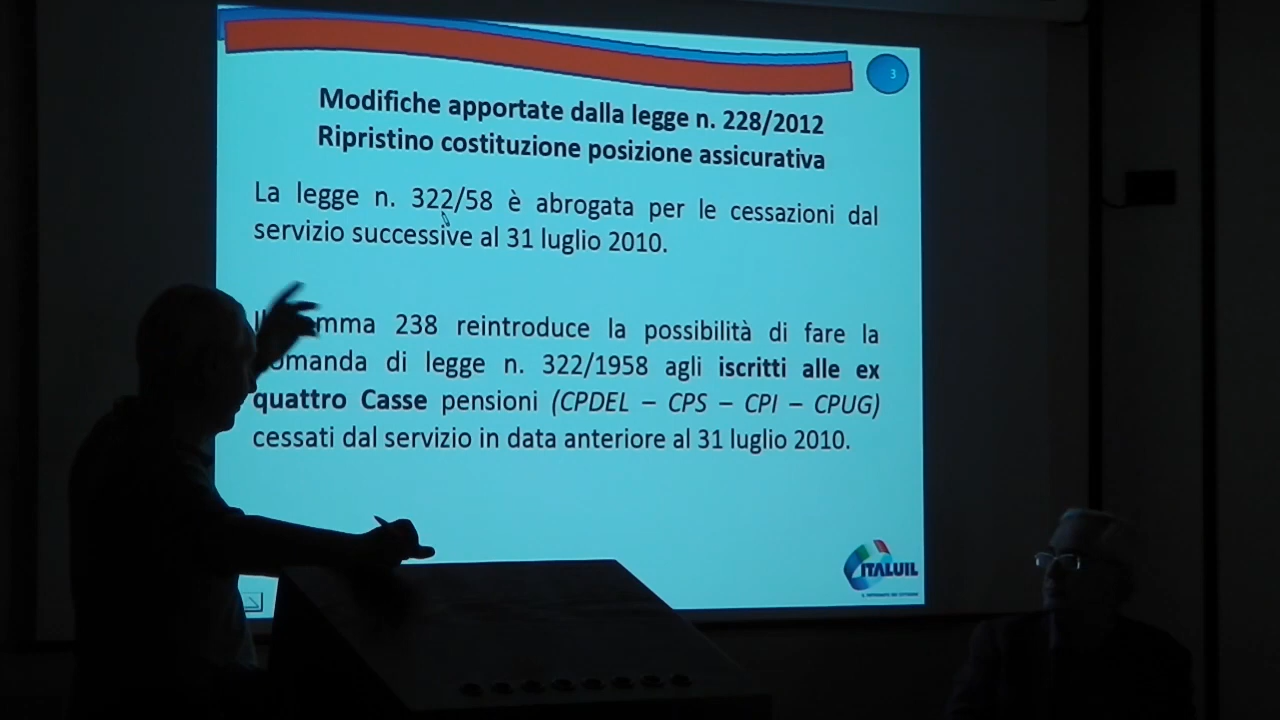 3
Modifiche apportate dalla legge n. 228/2012
Ripristino costituzione posizione assicurativa
La legge n. 322/58 è abrogata per le cessazioni dal
servizio successive al 31 luglio 2010.
238 reintroduce la possibilità di fare la
di legge n. 322/1958 agli iscritti alle ex
quattro Casse pensioni (CPDEL – CPS – CPI – CPUG)
cessati dal servizio in data anteriore al 31 luglio 2010.
ITALUIL